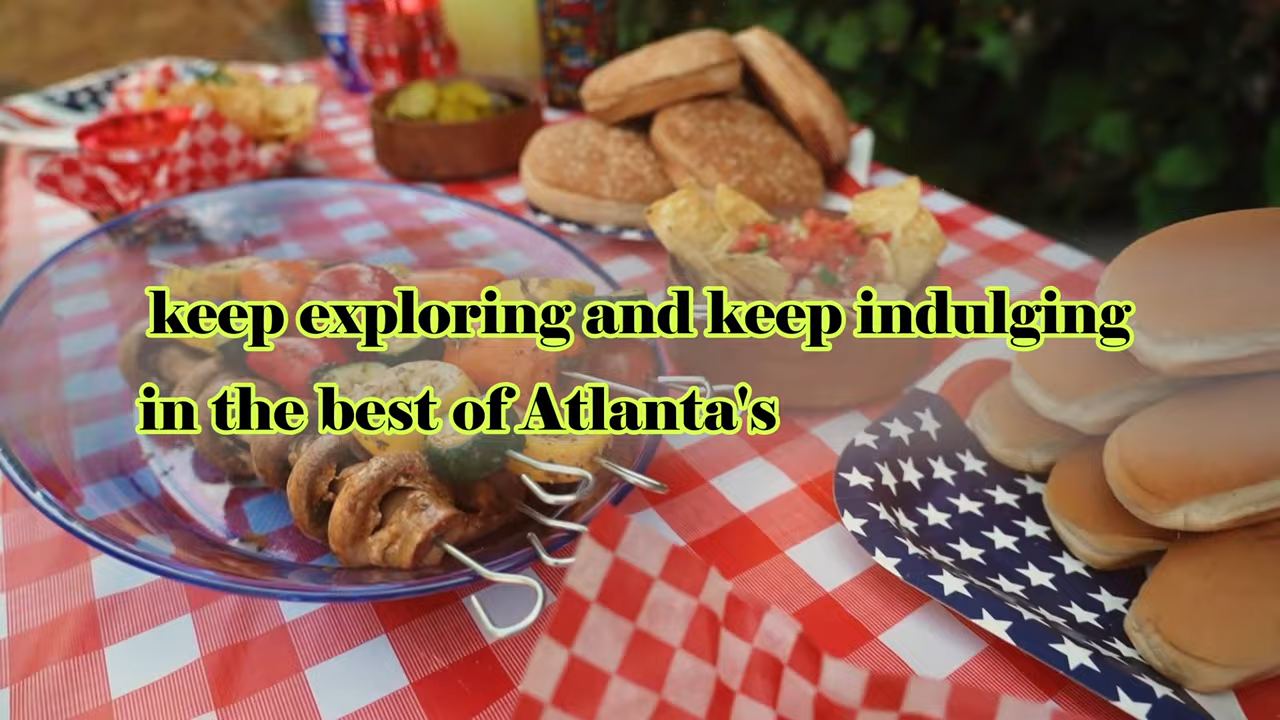 keep exploring and keep indulging
in the best of Atlanta's